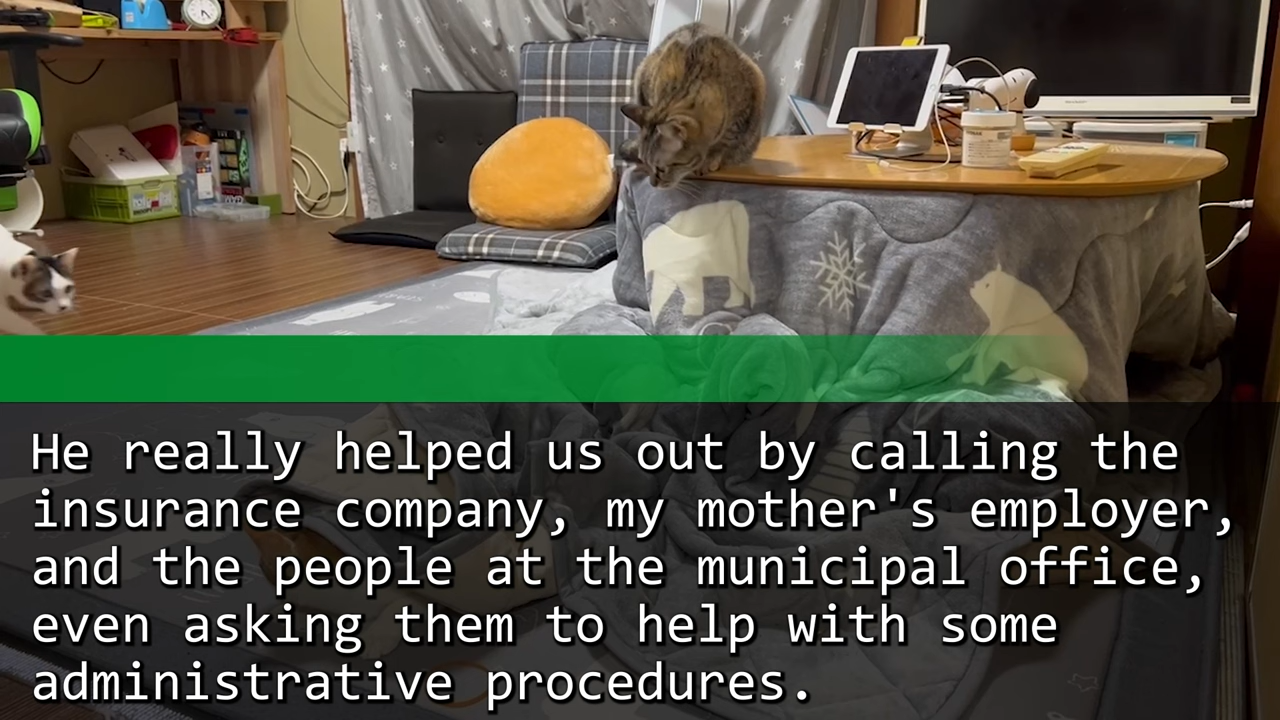 SHARP
He really helped us out by calling the
insurance company, my mother's employer,
and the people at the municipal office,
even asking them to help with some
administrative procedures.